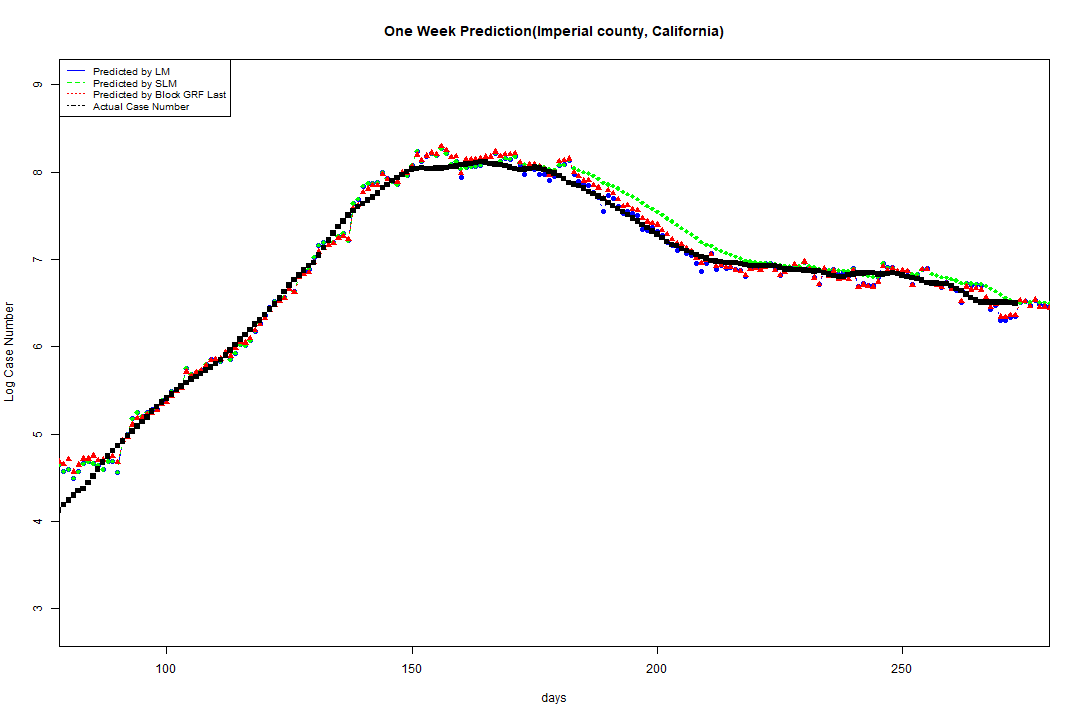 One Week Prediction(Imperial county, California)
Predicted by LM
Predicted by SLM
Predicted by Block GRF Last
Actual Case Number
9
8
7
6
5
4
3
Log Case Number
100 150 200 250
days